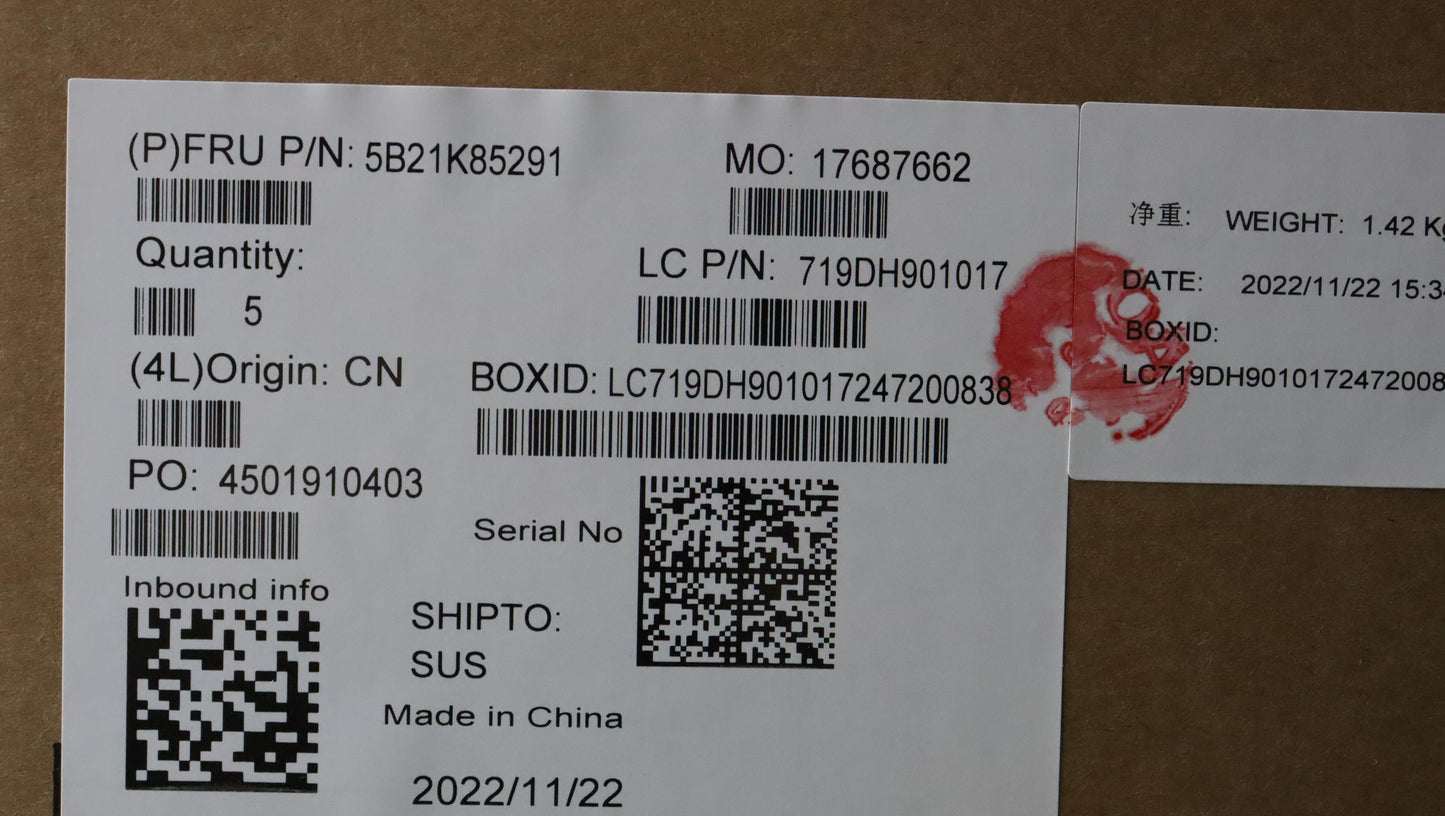 (P)FRU P/N: 5B21K85291
MO: 17687662
Quantity:
5
LC P/N: 719DH901017
(4L)Origin: CN
BOXID: LC719DH901017247200838
PO: 4501910403
Serial No
Inbound info
SHIPTO:
SUS
Made in China
2022/11/22
净重: WEIGHT: 1.42
DATE: 2022/11/22
BOXID: